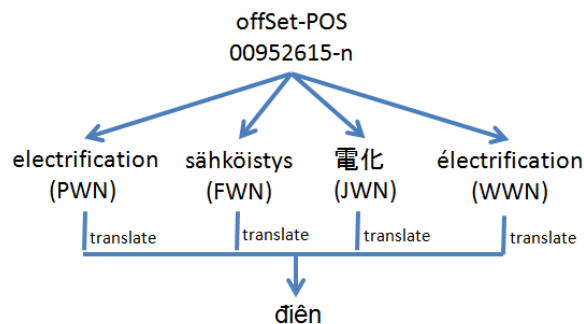 offSet-POS
00952615-n
electrification sähköistys 電化 électrification
(PWN) (FWN) (JWN) (WWN)
translate translate translate translate
điên